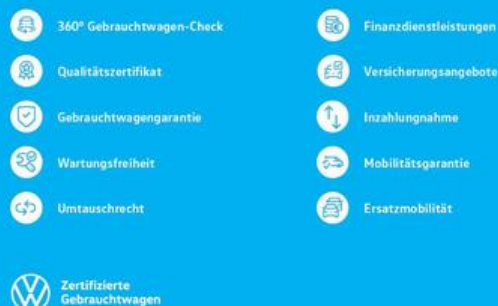 360° Gebrauchtwagen-Check
Qualitätszertifikat
Gebrauchtwagengarantie
Wartungsfreiheit
Umtauschrecht
Finanzdienstleistungen
Versicherungsangebote
Inzahlungnahme
Mobilitätsgarantie
Ersatzmobilität
Zertifizierte
Gebrauchtwagen